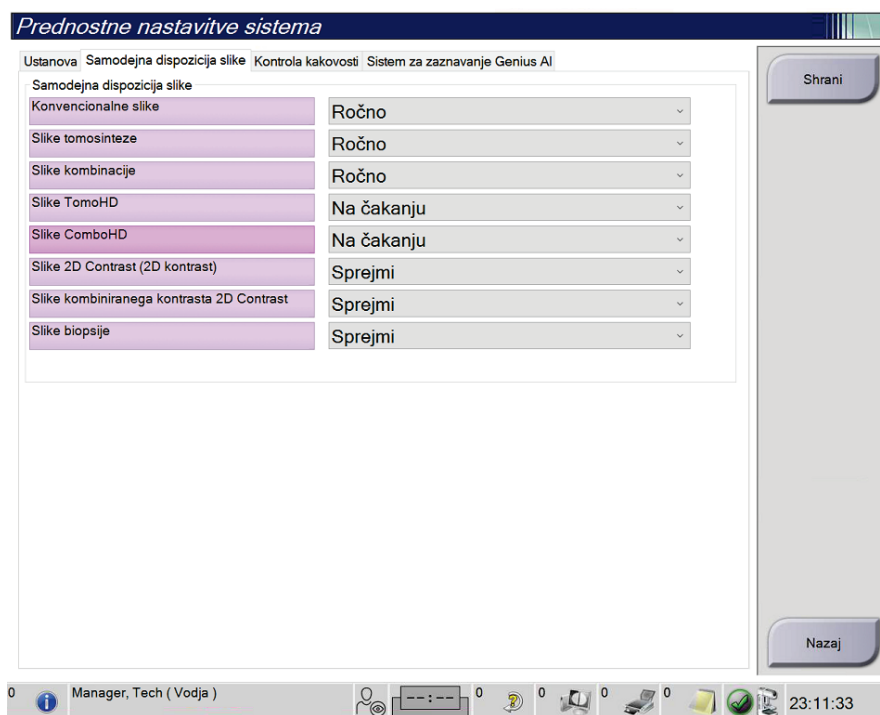 Prednostne nastavitve sistema
Ustanova Samodejna dispozicija slike Kontrola kakovosti Sistem za zaznavanje Genius AI
Shrani
Samodejna dispozicija slike
Konvencionalne slike Ročno
Slike tomosinteze Ročno
Slike kombinacije Ročno
Slike TomoHD Na čakanju
Slike ComboHD Na čakanju
Slike 2D Contrast (2D kontrast) Sprejmi
Slike kombiniranega kontrasta 2D Contrast Sprejmi
Slike biopsije Sprejmi
Nazaj
0 Manager, Tech ( Vodja ) --:-- 0 0 0 0 23:11:33